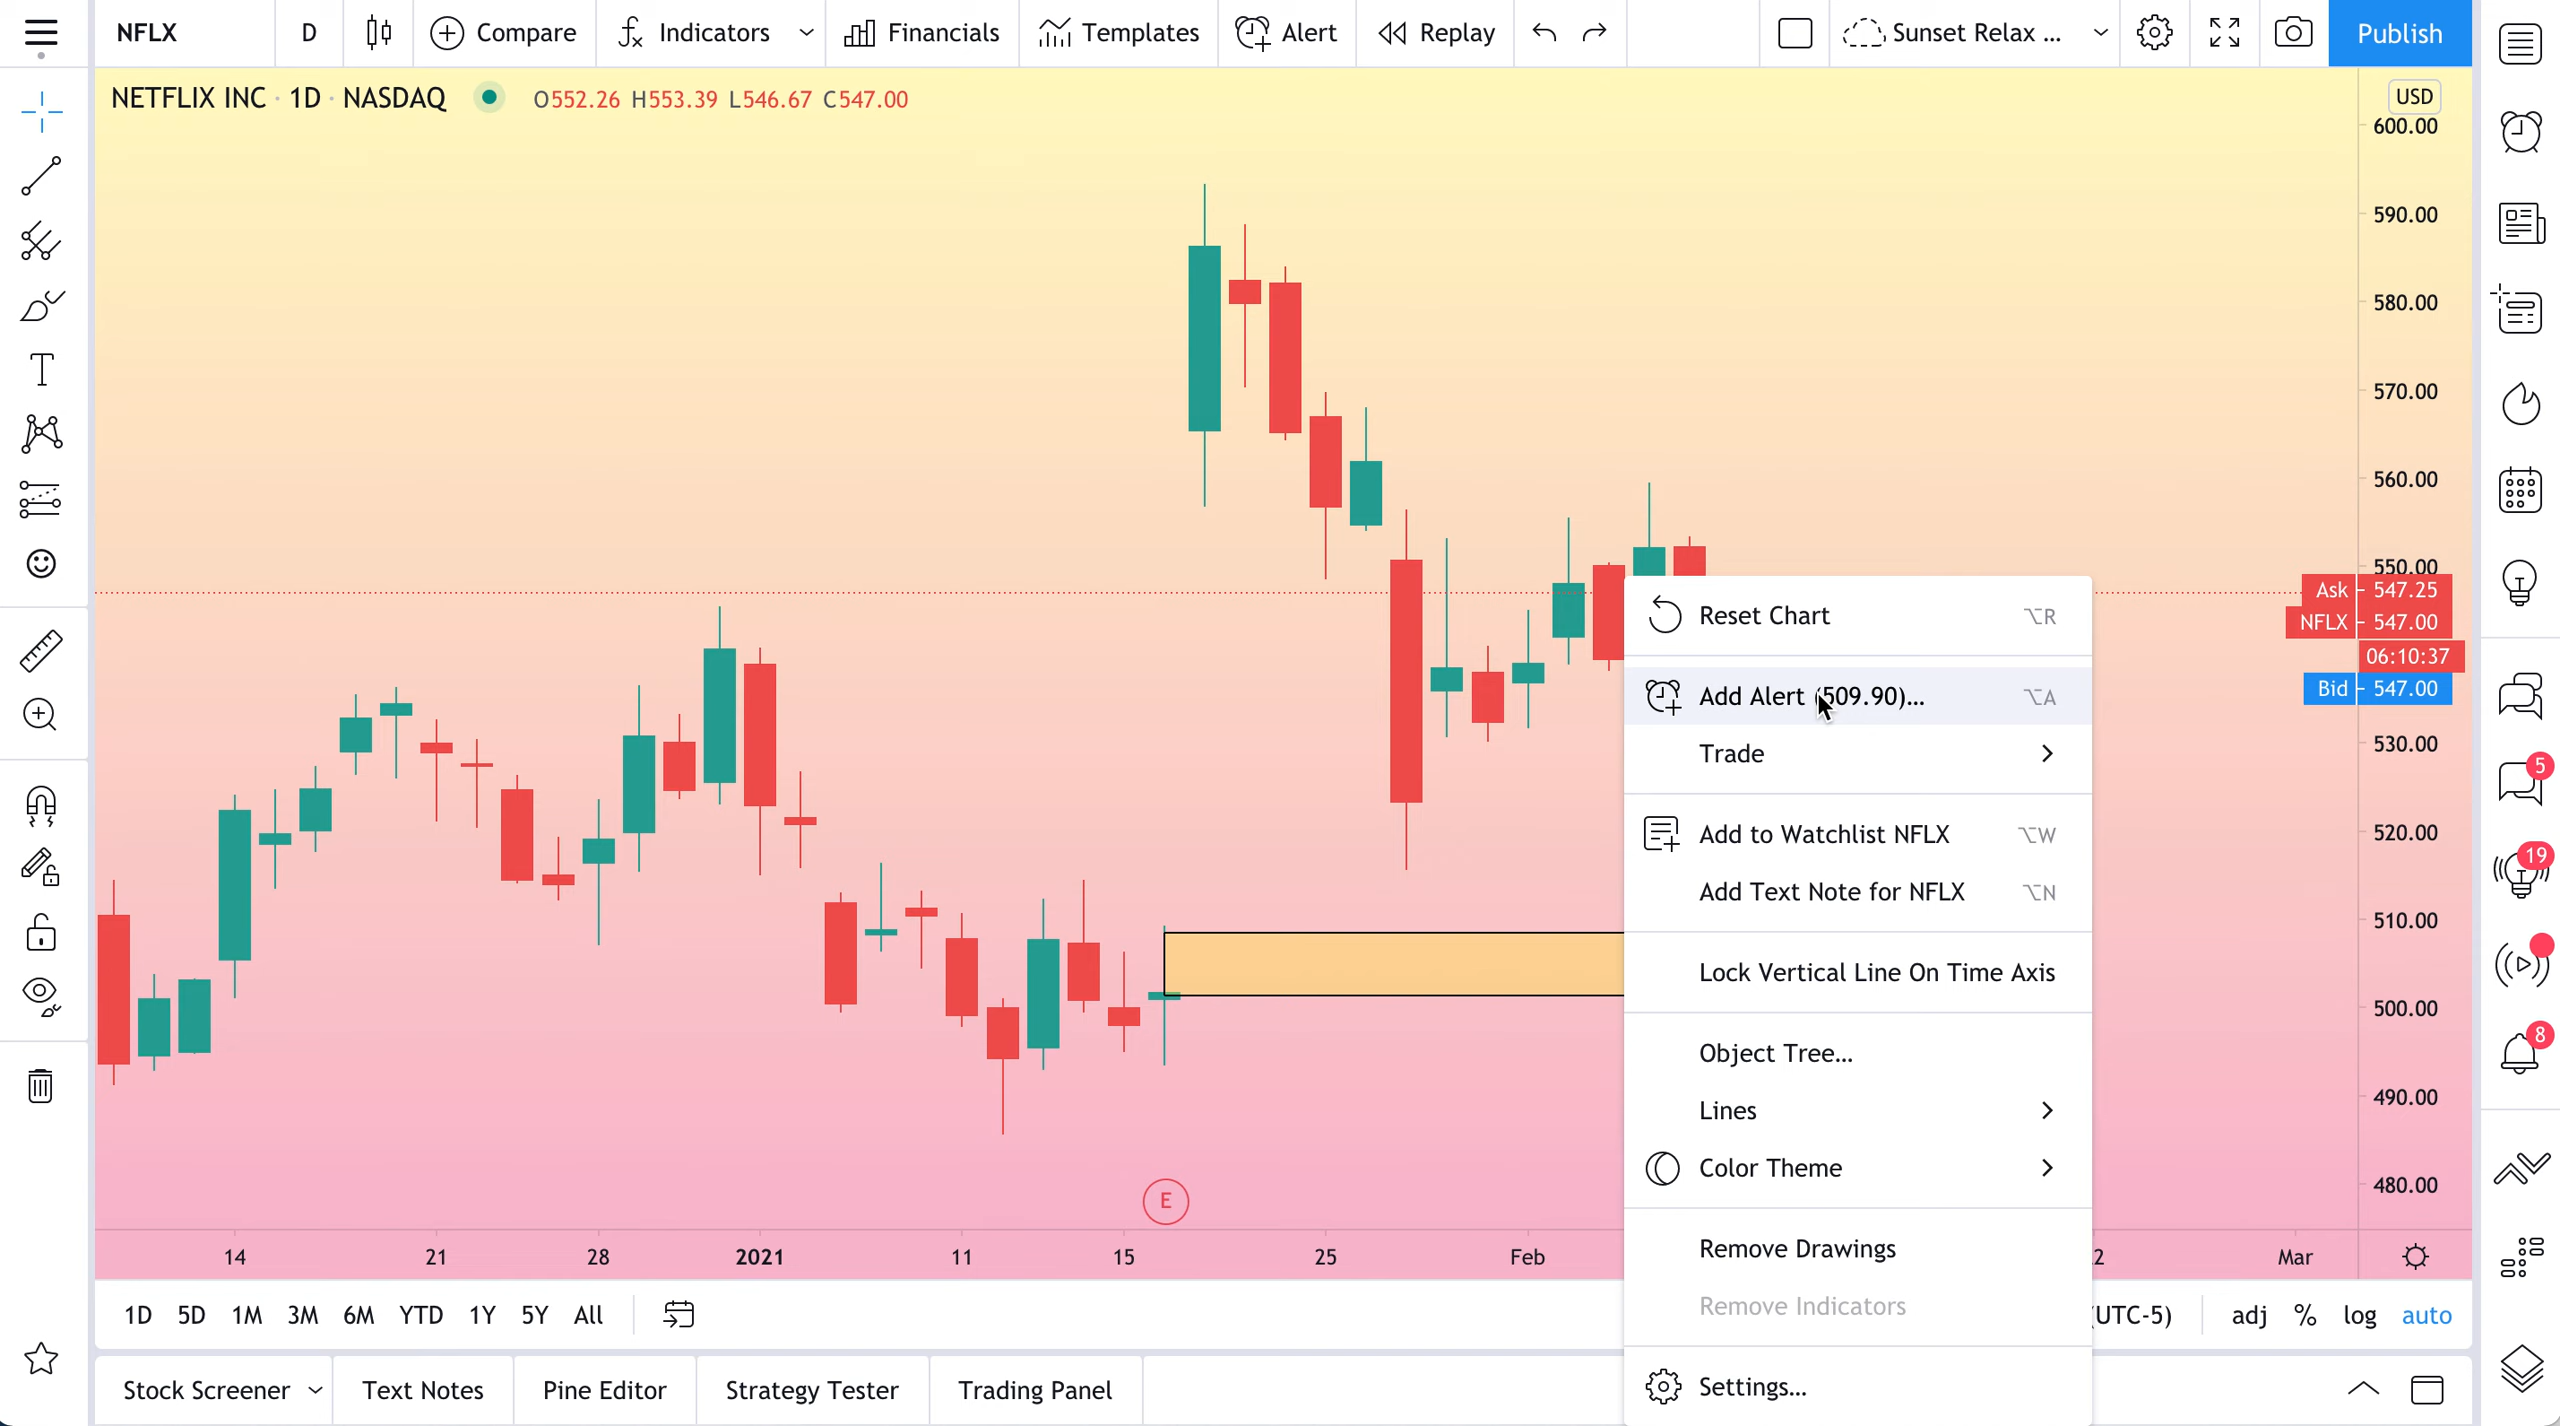 NFLX D Compare Indicators Financials Templates Alert Replay Sunset Relax ... Publish
NETFLIX INC · 1D · NASDAQ O552.26 H553.39 L546.67 C547.00
USD
600.00
590.00
580.00
570.00
560.00
550.00
Ask 547.25
NFLX 547.00
06:10:37
Bid 547.00
530.00
520.00
510.00
500.00
490.00
480.00
Reset Chart ⌥R
Add Alert (509.90)... ⌥A
Trade
Add to Watchlist NFLX ⌥W
Add Text Note for NFLX ⌥N
Lock Vertical Line On Time Axis
Object Tree...
Lines
Color Theme
Remove Drawings
Remove Indicators
Settings...
5
19
8
E
14 21 28 2021 11 15 25 Feb 2 Mar
1D 5D 1M 3M 6M YTD 1Y 5Y All (UTC-5) adj % log auto
Stock Screener Text Notes Pine Editor Strategy Tester Trading Panel